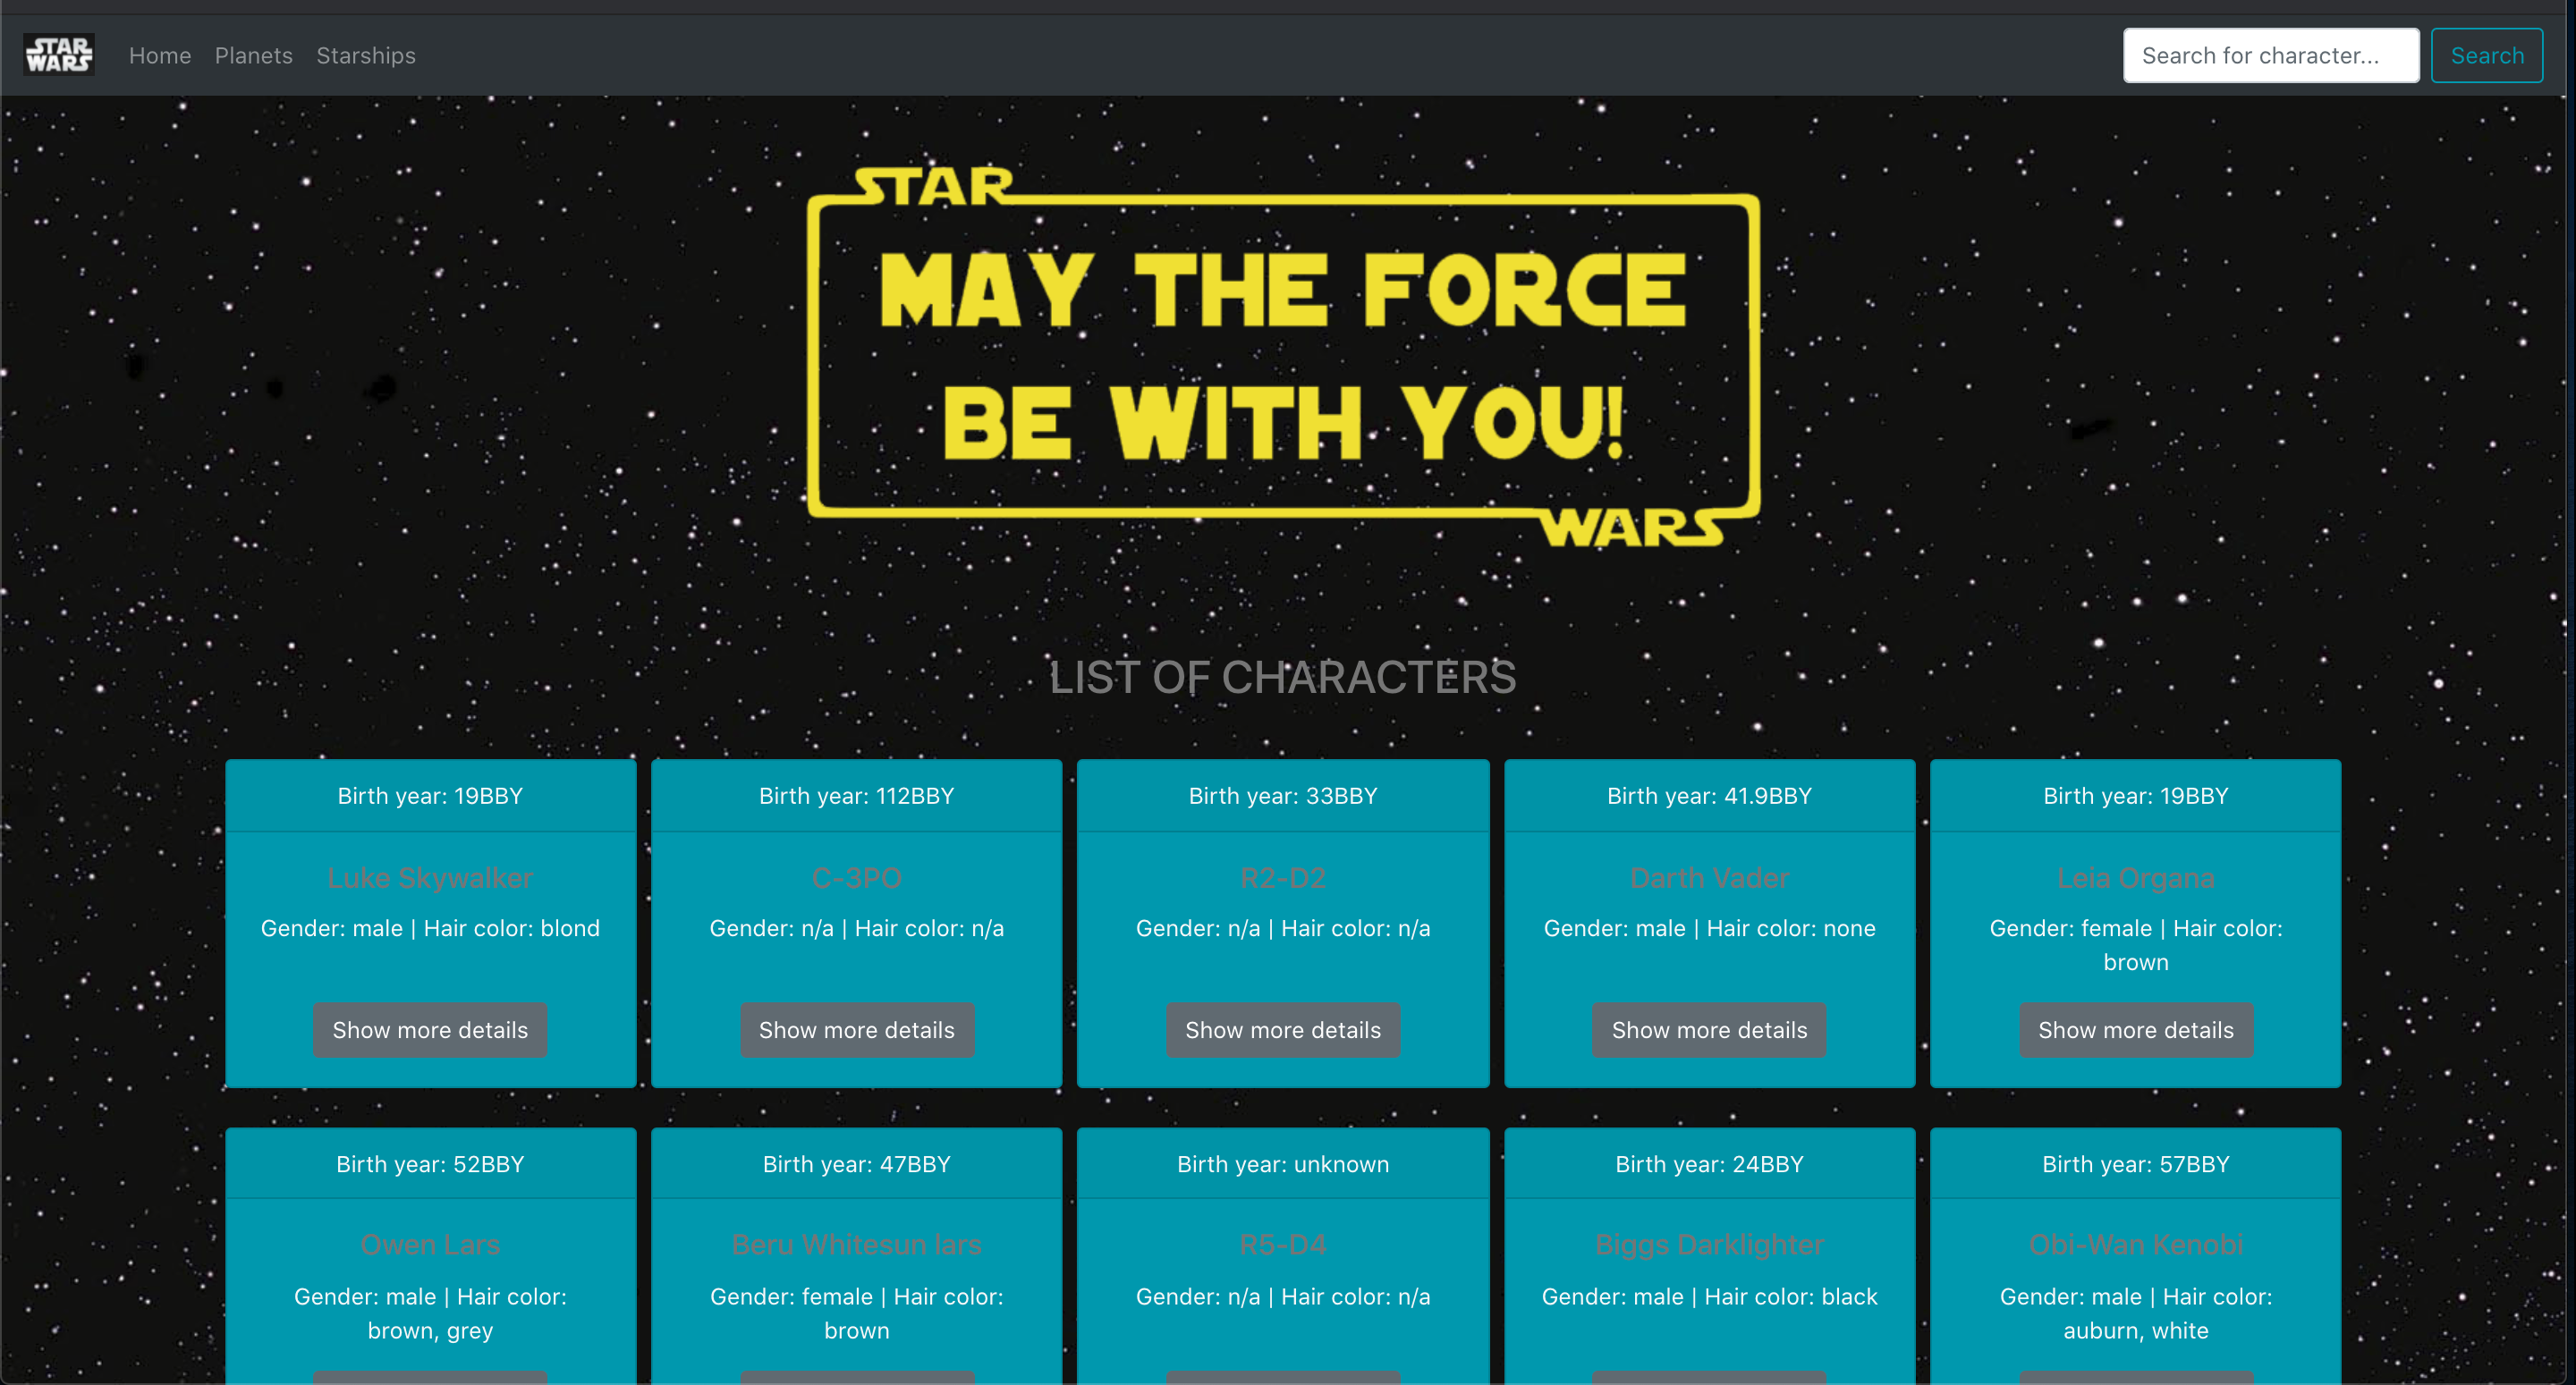 STAR
WARS
Home Planets Starships
Search for character...
Search
STAR
MAY THE FORCE
BE WITH YOU!
WARS
LIST OF CHARACTERS
Birth year: 19BBY
Luke Skywalker
Gender: male | Hair color: blond
Show more details
Birth year: 112BBY
C-3PO
Gender: n/a | Hair color: n/a
Show more details
Birth year: 33BBY
R2-D2
Gender: n/a | Hair color: n/a
Show more details
Birth year: 41.9BBY
Darth Vader
Gender: male | Hair color: none
Show more details
Birth year: 19BBY
Leia Organa
Gender: female | Hair color:
brown
Show more details
Birth year: 52BBY
Owen Lars
Gender: male | Hair color:
brown, grey
Birth year: 47BBY
Beru Whitesun lars
Gender: female | Hair color:
brown
Birth year: unknown
R5-D4
Gender: n/a | Hair color: n/a
Birth year: 24BBY
Biggs Darklighter
Gender: male | Hair color: black
Birth year: 57BBY
Obi-Wan Kenobi
Gender: male | Hair color:
auburn, white